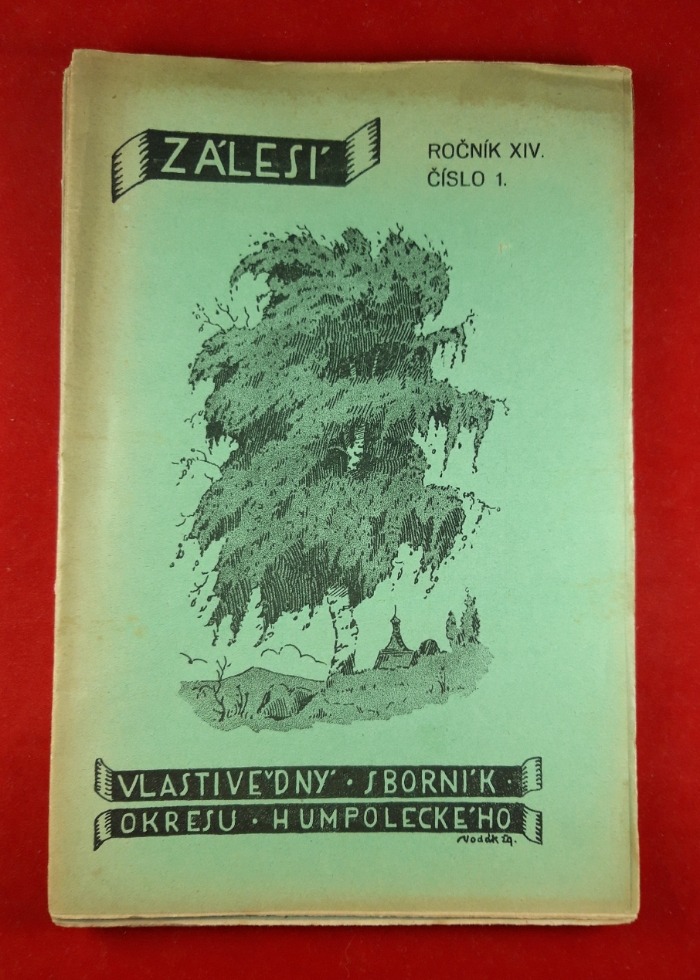 ZÁLESÍ
ROČNÍK XIV.
ČÍSLO 1.
VLASTIVĚDNÝ · SBORNÍK ·
OKRESU · HUMPOLECKÉHO